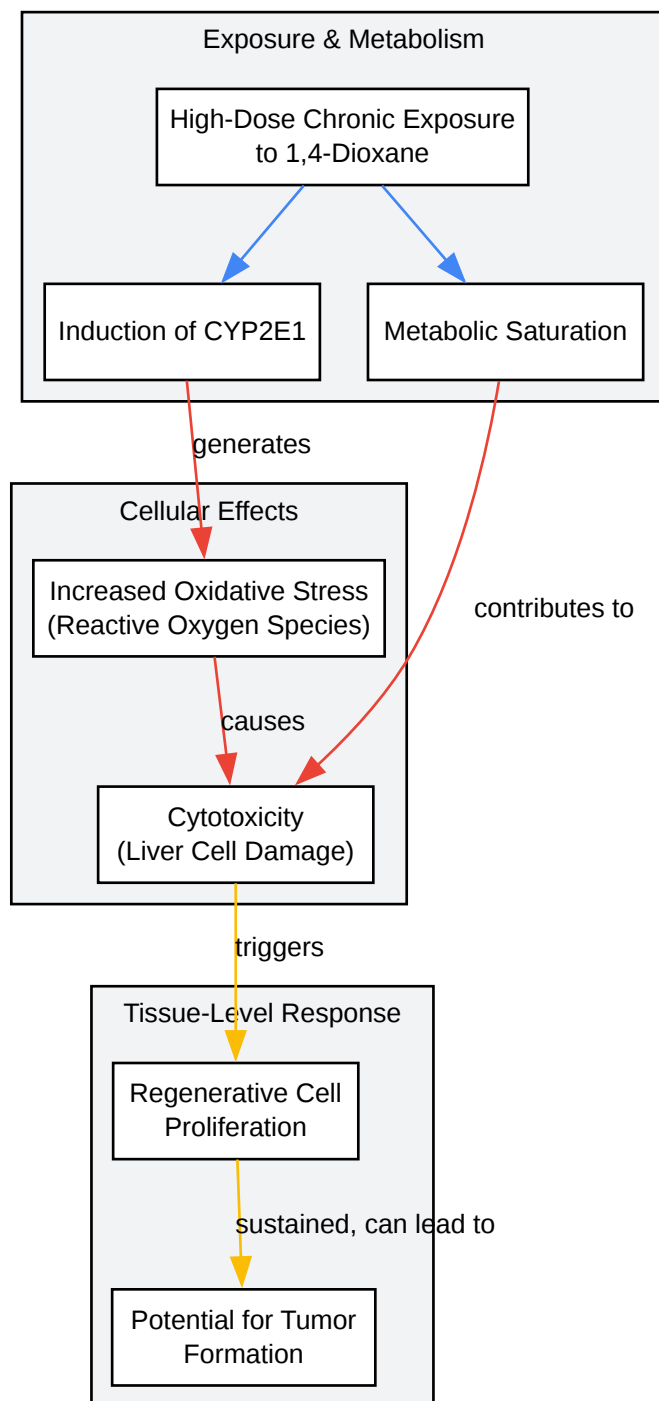 Exposure & Metabolism
High-Dose Chronic Exposure
to 1,4-Dioxane
Induction of CYP2E1
Metabolic Saturation
generates
Cellular Effects
Increased Oxidative Stress
(Reactive Oxygen Species)
contributes to
causes
Cytotoxicity
(Liver Cell Damage)
triggers
Tissue-Level Response
Regenerative Cell
Proliferation
sustained, can lead to
Potential for Tumor
Formation